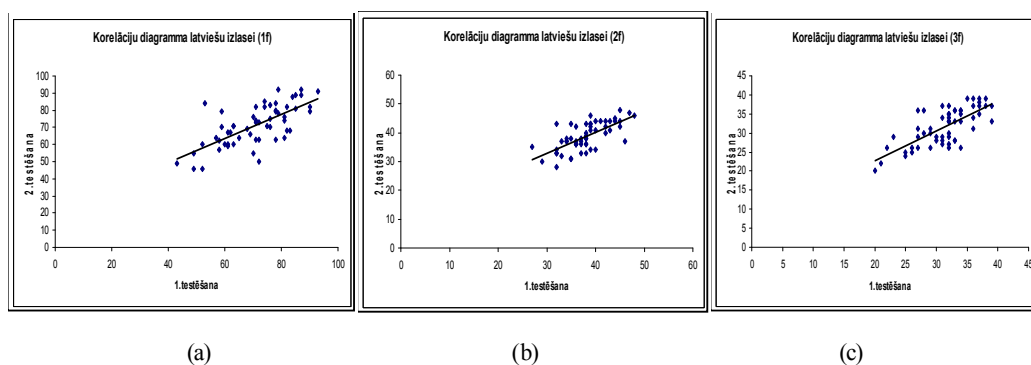 Korelāciju diagramma latviešu izlasei (1f)
100
90
80
70
60
50
40
30
20
10
0
2.testēšana
0 20 40 60 80 100
1.testēšana
(a)
Korelāciju diagramma latviešu izlasei (2f)
60
50
40
30
20
10
0
2.testēšana
0 10 20 30 40 50 60
1.testēšana
(b)
Korelāciju diagramma latviešu izlasei (3f)
45
40
35
30
25
20
15
10
5
0
2.testēšana
0 5 10 15 20 25 30 35 40 45
1.testēšana
(c)